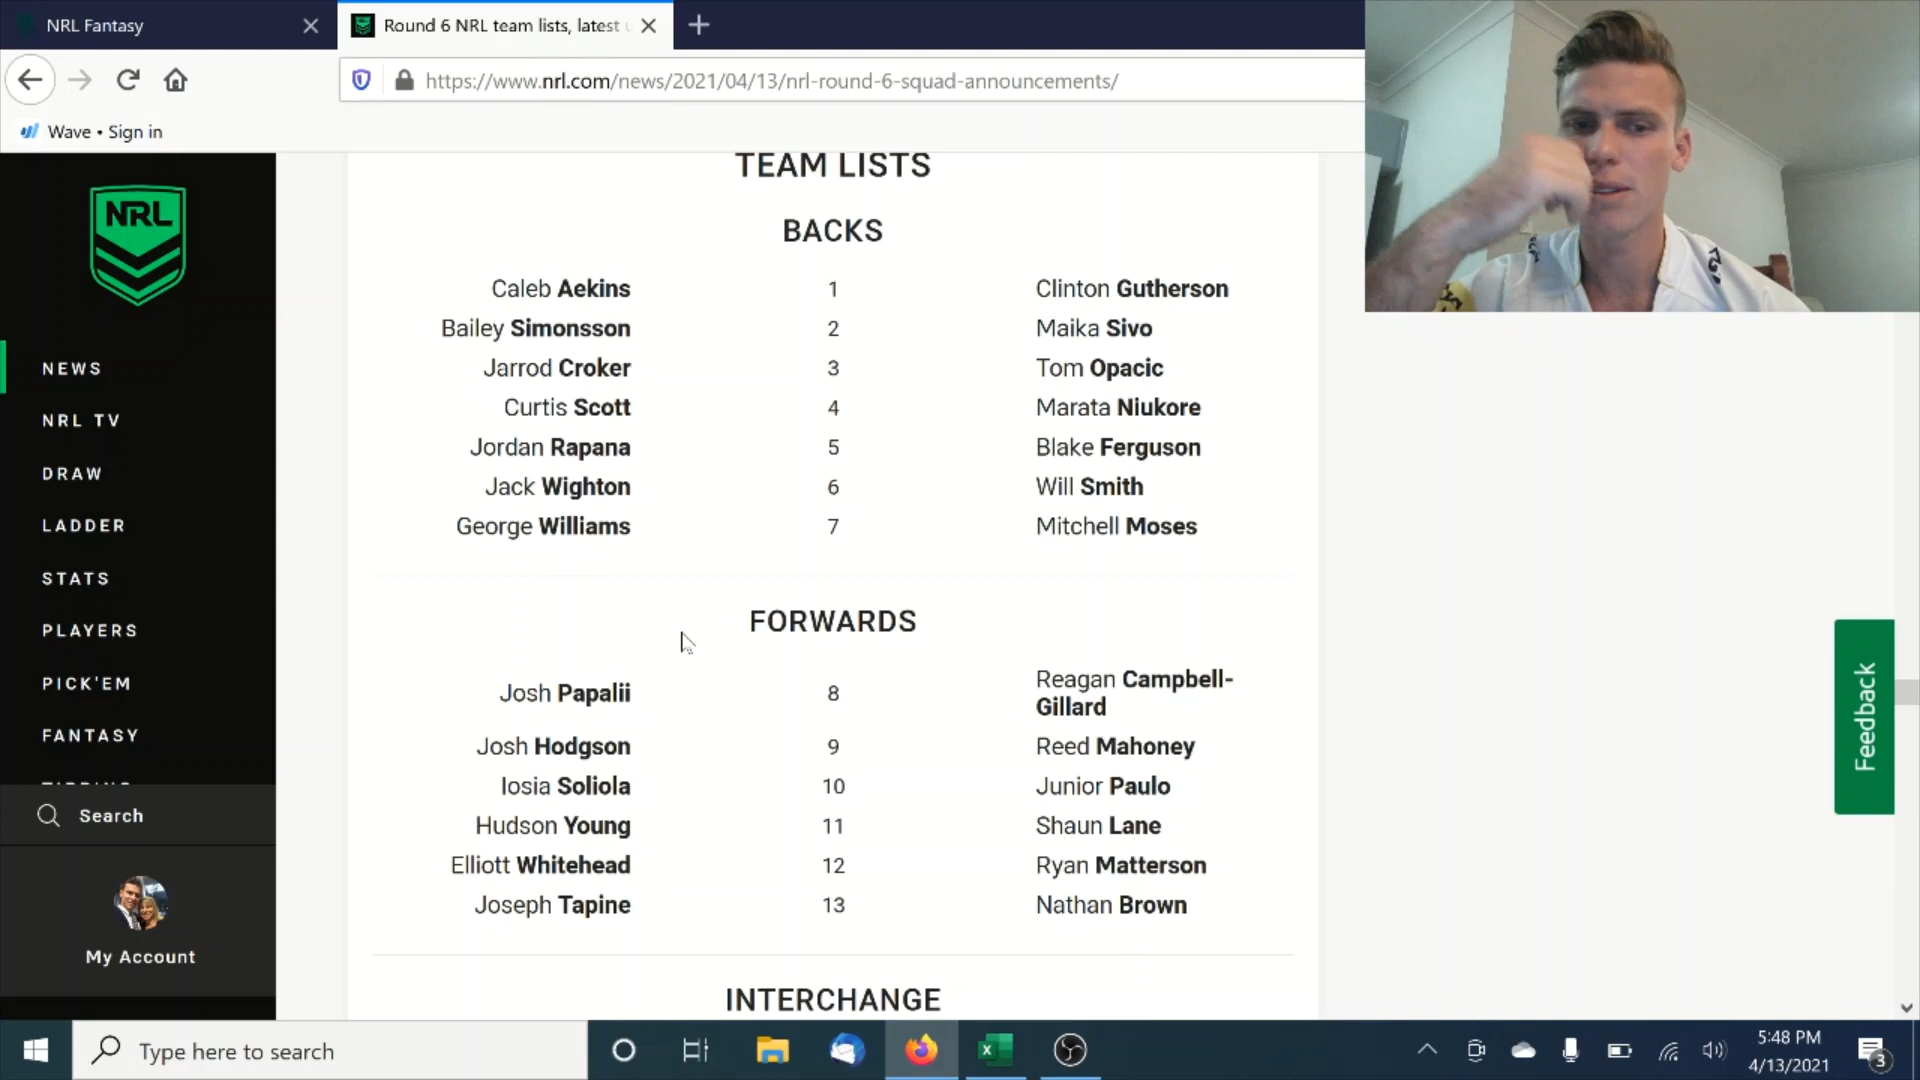 NRL Fantasy
Round 6 NRL team lists, latest
https://www.nrl.com/news/2021/04/13/nrl-round-6-squad-announcements/
Wave • Sign in
NRL
NEWS
NRL TV
DRAW
LADDER
STATS
PLAYERS
PICK'EM
FANTASY
Search
My Account
TEAM LISTS
BACKS
Caleb Aekins 1 Clinton Gutherson
Bailey Simonsson 2 Maika Sivo
Jarrod Croker 3 Tom Opacic
Curtis Scott 4 Marata Niukore
Jordan Rapana 5 Blake Ferguson
Jack Wighton 6 Will Smith
George Williams 7 Mitchell Moses
FORWARDS
Josh Papalii 8 Reagan Campbell-
Gillard
Josh Hodgson 9 Reed Mahoney
Iosia Soliola 10 Junior Paulo
Hudson Young 11 Shaun Lane
Elliott Whitehead 12 Ryan Matterson
Joseph Tapine 13 Nathan Brown
INTERCHANGE
Feedback
Type here to search
5:48 PM
4/13/2021
3